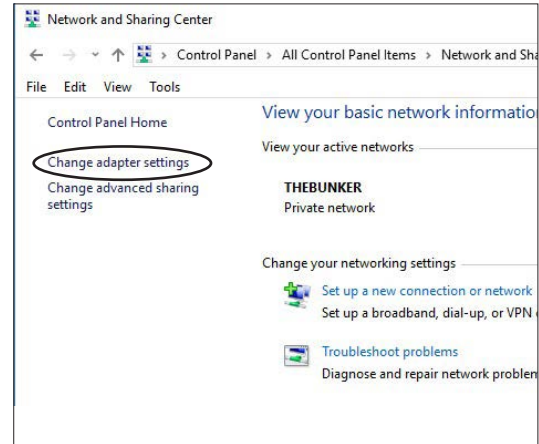 Network and Sharing Center
Control Panel > All Control Panel Items > Network and Sha
File Edit View Tools
Control Panel Home
Change adapter settings
Change advanced sharing
settings
View your basic network informatio
View your active networks
THEBUNKER
Private network
Change your networking settings
Set up a new connection or network
Set up a broadband, dial-up, or VPN
Troubleshoot problems
Diagnose and repair network problem